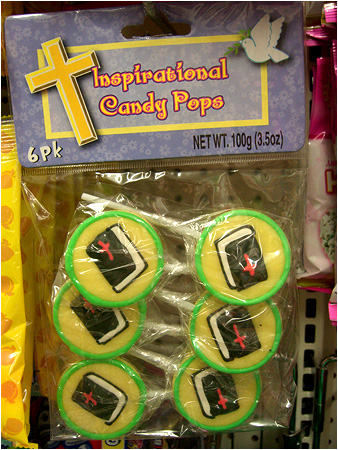 Inspirational
Candy Pops
6Pk
NET WT. 100g (3.5oz)